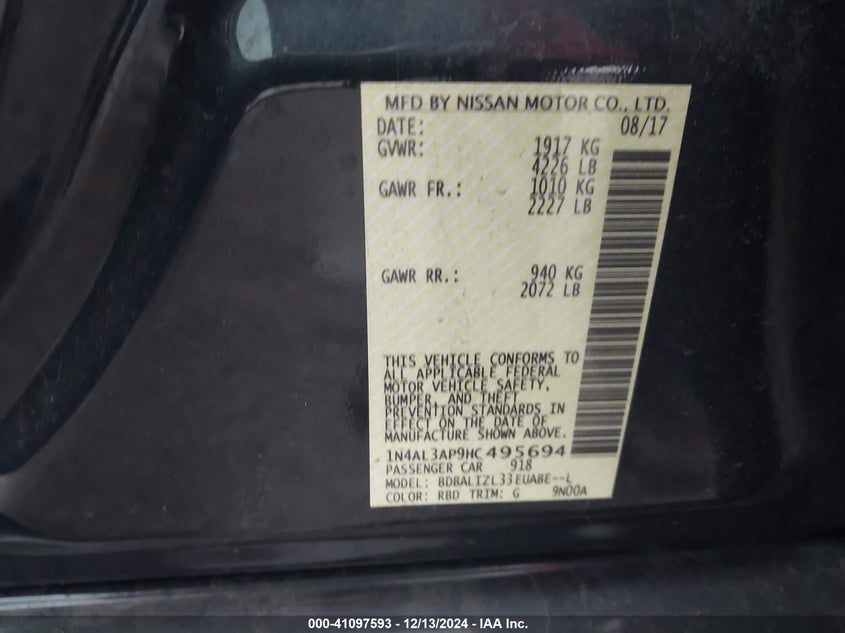 MFD BY NISSAN MOTOR CO., LTD.
DATE: 08/17
GVWR: 1917 KG
4226 LB
GAWR FR.: 1010 KG
2227 LB
GAWR RR.: 940 KG
2072 LB
THIS VEHICLE CONFORMS TO
ALL APPLICABLE FEDERAL
MOTOR VEHICLE SAFETY,
BUMPER, AND THEFT
PREVENTION STANDARDS IN
EFFECT ON THE DATE OF
MANUFACTURE SHOWN ABOVE.
1N4AL3AP9HC495694
PASSENGER CAR 918
MODEL: BDBALIZL33EUABE--L
COLOR: RBD TRIM: G 9N00A
000-41097593 - 12/13/2024 - IAA Inc.